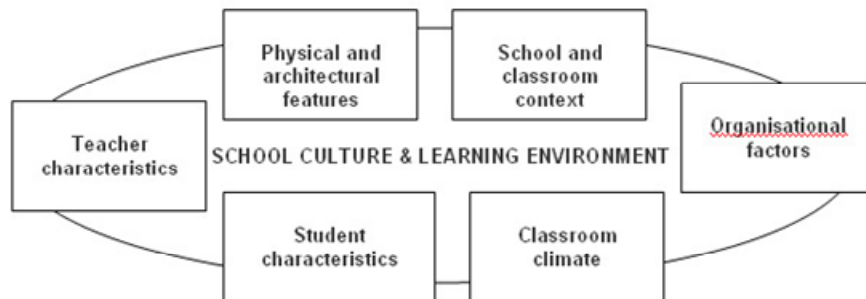 Physical and
architectural
features
School and
classroom
context
Teacher
characteristics
SCHOOL CULTURE & LEARNING ENVIRONMENT
Organisational
factors
Student
characteristics
Classroom
climate